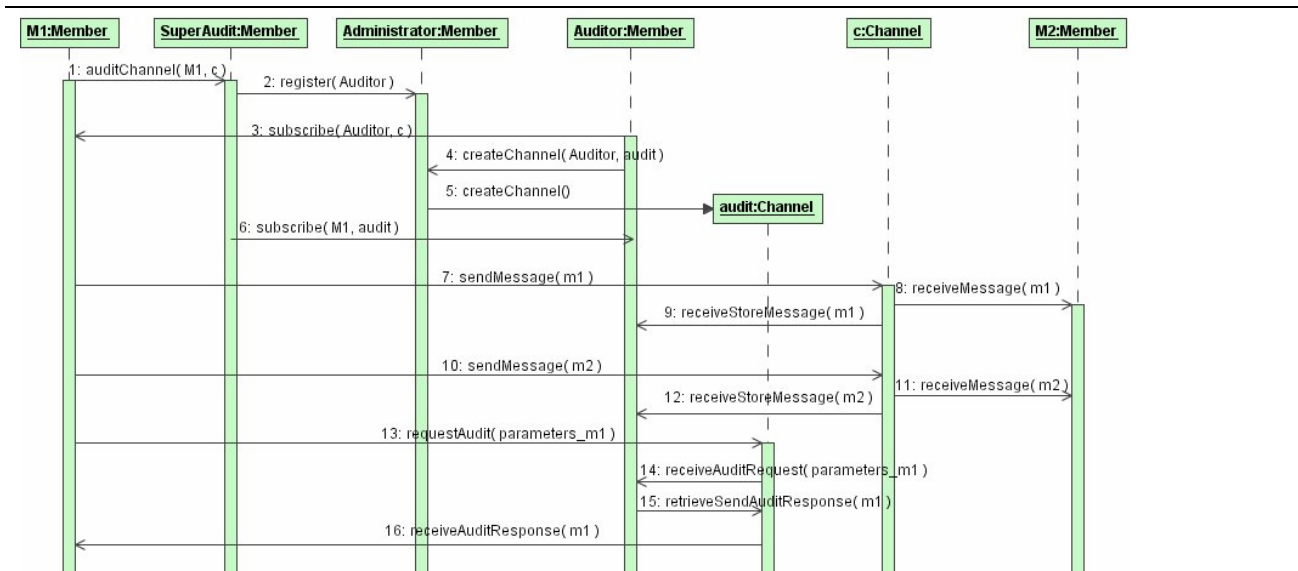 M1:Member
SuperAudit:Member
Administrator:Member
Auditor:Member
c:Channel
M2:Member
1: auditChannel( M1, c )
2: register( Auditor )
3: subscribe( Auditor, c )
4: createChannel( Auditor, audit )
5: createChannel()
audit:Channel
6: subscribe( M1, audit )
7: sendMessage( m1 )
8: receiveMessage( m1 )
9: receiveStoreMessage( m1 )
10: sendMessage( m2 )
11: receiveMessage( m2 )
12: receiveStoreMessage( m2 )
13: requestAudit( parameters_m1 )
14: receiveAuditRequest( parameters_m1 )
15: retrieveSendAuditResponse( m1 )
16: receiveAuditResponse( m1 )